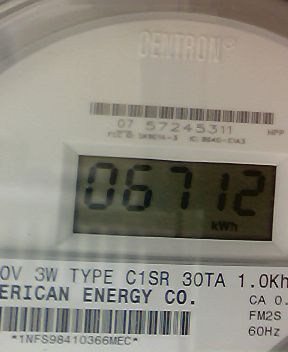 CENTRON®
07 57245311
HPP
06712
kWh
0V 3W TYPE C1SR 30TA 1.0Kh
ERICAN ENERGY CO.
CA 0.
FM2S
60Hz
*1NFS98410366MEC*